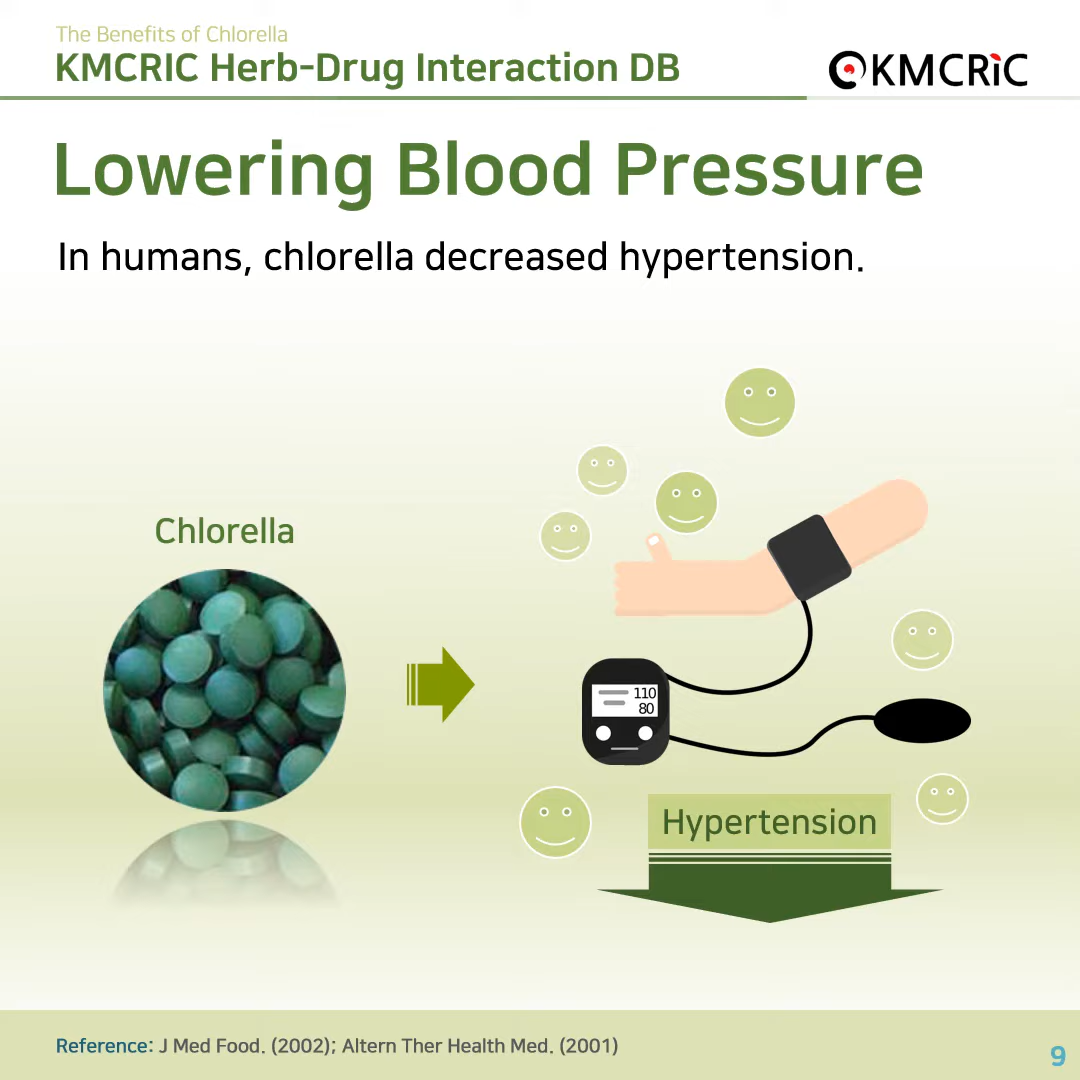 The Benefits of Chlorella
KMCRIC Herb-Drug Interaction DB
KMCRiC
Lowering Blood Pressure
In humans, chlorella decreased hypertension.
Chlorella
110
80
Hypertension
Reference: J Med Food. (2002); Altern Ther Health Med. (2001)
9